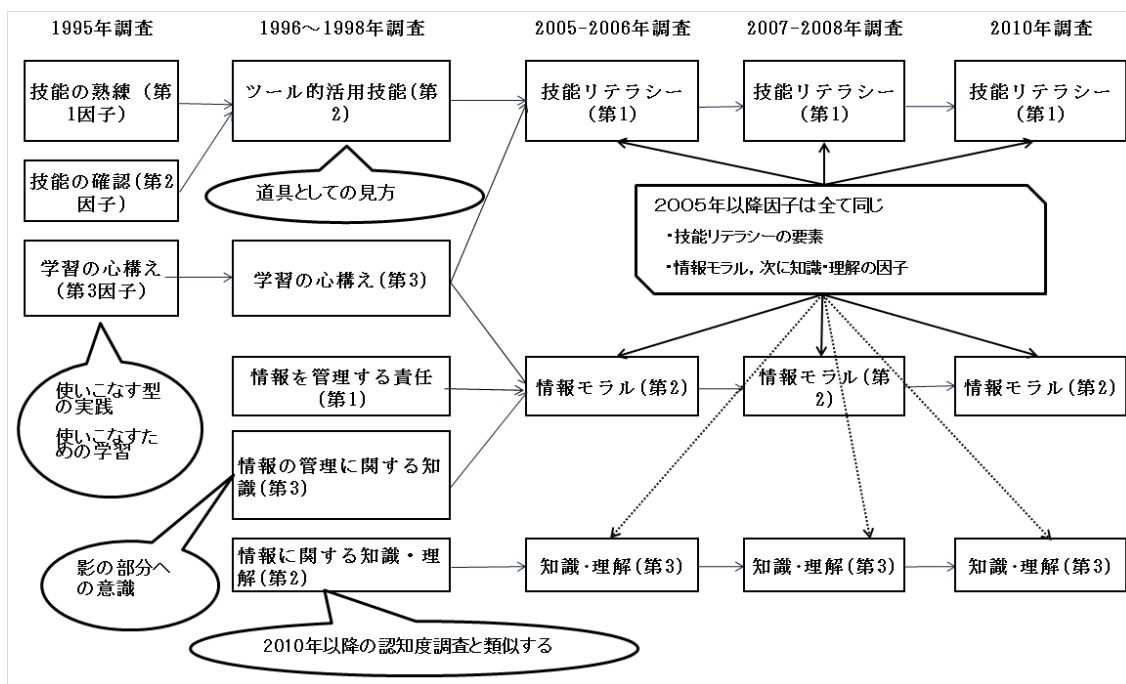 1995年調査
1996～1998年調査
2005-2006年調査
2007-2008年調査
2010年調査
技能の熟練（第
1因子)
ツール的活用技能(第
2)
技能リテラシー
(第1)
技能リテラシー
(第1)
技能リテラシー
(第1)
技能の確認(第2
因子)
道具としての見方
2005年以降因子は全て同じ
・技能リテラシーの要素
・情報モラル，次に知識・理解の因子
学習の心構え
(第3因子)
学習の心構え(第3)
使いこなす型
の実践
使いこなすた
めの学習
情報を管理する責任
(第1)
情報モラル(第2)
情報モラル(第
2)
情報モラル(第2)
情報の管理に関する知
識(第3)
影の部分へ
の意識
情報に関する知識・理
解(第2)
知識・理解(第3)
知識・理解(第3)
知識・理解(第3)
2010年以降の認知度調査と類似する